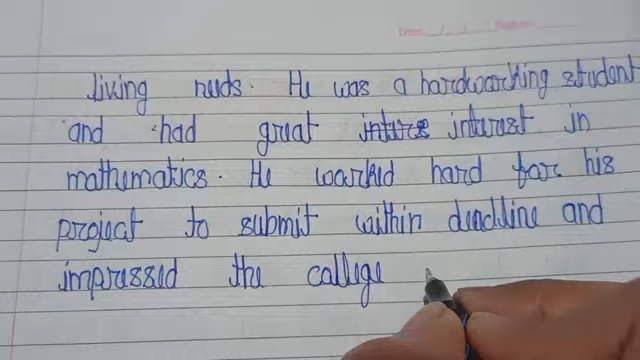 living needs. He was a hardworking student
and had great interes interest in
mathematics. He worked hard for his
project to submit within deadline and
impressed the college